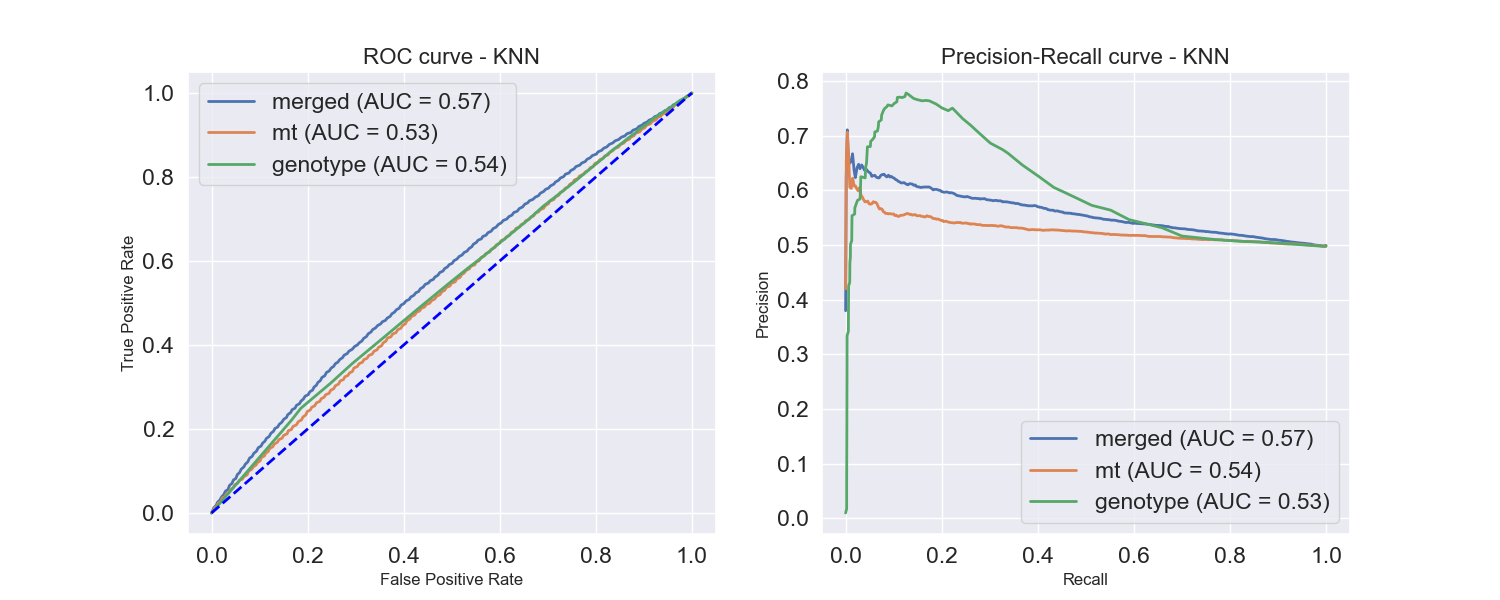 ROC curve - KNN
merged (AUC = 0.57)
mt (AUC = 0.53)
genotype (AUC = 0.54)
1.0
0.8
0.6
0.4
0.2
0.0
True Positive Rate
0.0 0.2 0.4 0.6 0.8 1.0
False Positive Rate
Precision-Recall curve - KNN
0.8
0.7
0.6
0.5
0.4
0.3
0.2
0.1
0.0
Precision
merged (AUC = 0.57)
mt (AUC = 0.54)
genotype (AUC = 0.53)
0.0 0.2 0.4 0.6 0.8 1.0
Recall